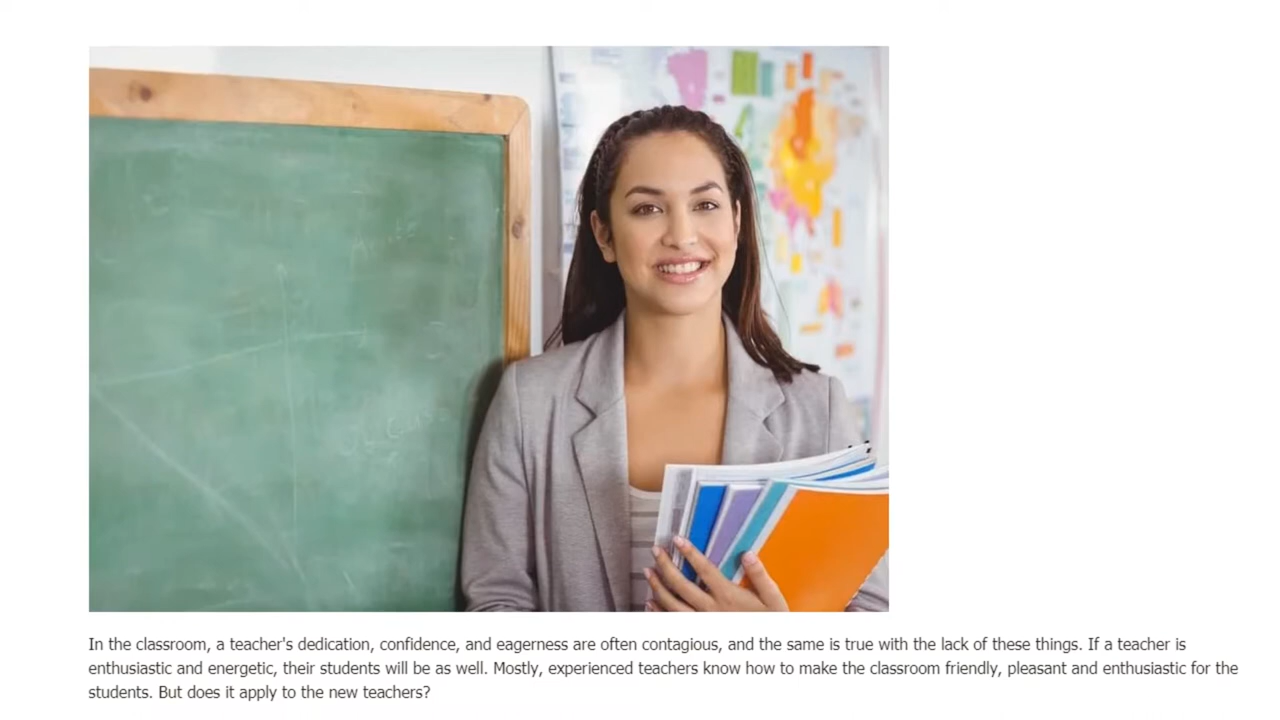 In the classroom, a teacher's dedication, confidence, and eagerness are often contagious, and the same is true with the lack of these things. If a teacher is
enthusiastic and energetic, their students will be as well. Mostly, experienced teachers know how to make the classroom friendly, pleasant and enthusiastic for the
students. But does it apply to the new teachers?